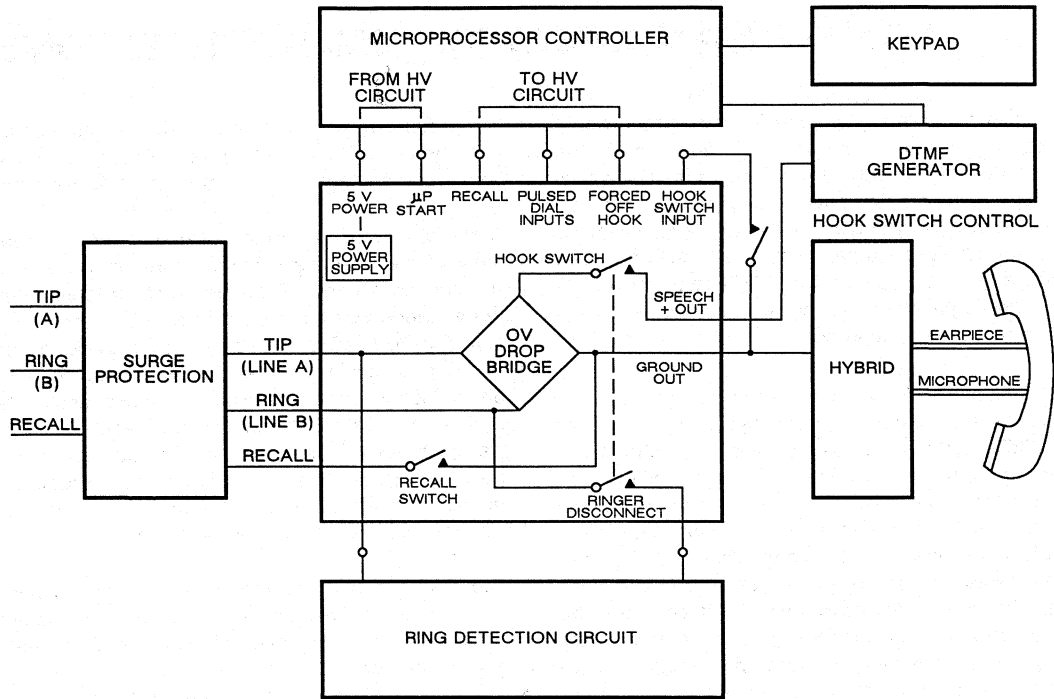 MICROPROCESSOR CONTROLLER
FROM HV
CIRCUIT
TO HV
CIRCUIT
KEYPAD
DTMF
GENERATOR
HOOK SWITCH CONTROL
5 V
POWER
μP
START
RECALL
PULSED
DIAL
INPUTS
FORCED
OFF
HOOK
HOOK
SWITCH
INPUT
5 V
POWER
SUPPLY
HOOK SWITCH
SPEECH
+ OUT
OV
DROP
BRIDGE
GROUND
OUT
TIP
(A)
RING
(B)
RECALL
SURGE
PROTECTION
TIP
(LINE A)
RING
(LINE B)
RECALL
RECALL
SWITCH
RINGER
DISCONNECT
HYBRID
EARPIECE
MICROPHONE
RING DETECTION CIRCUIT